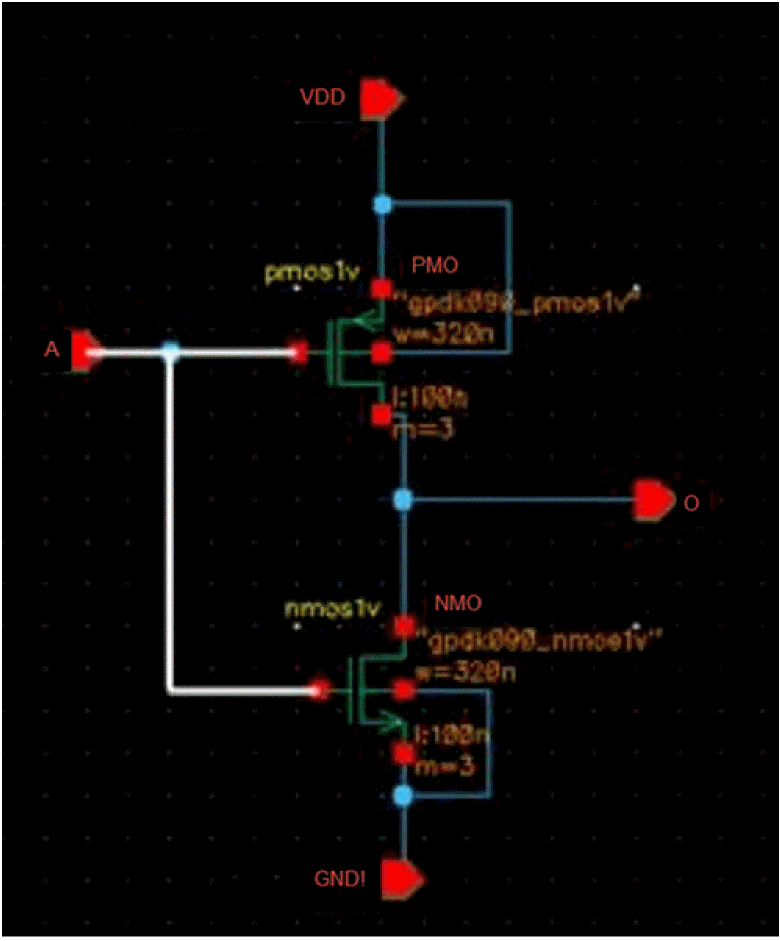 VDD
pmos1v
PMO
"gpdk090_pmos1v"
w=320n
A
l:100n
m=3
O
nmos1v
NMO
"gpdk090_nmos1v"
w=320n
l:100n
m=3
GND!